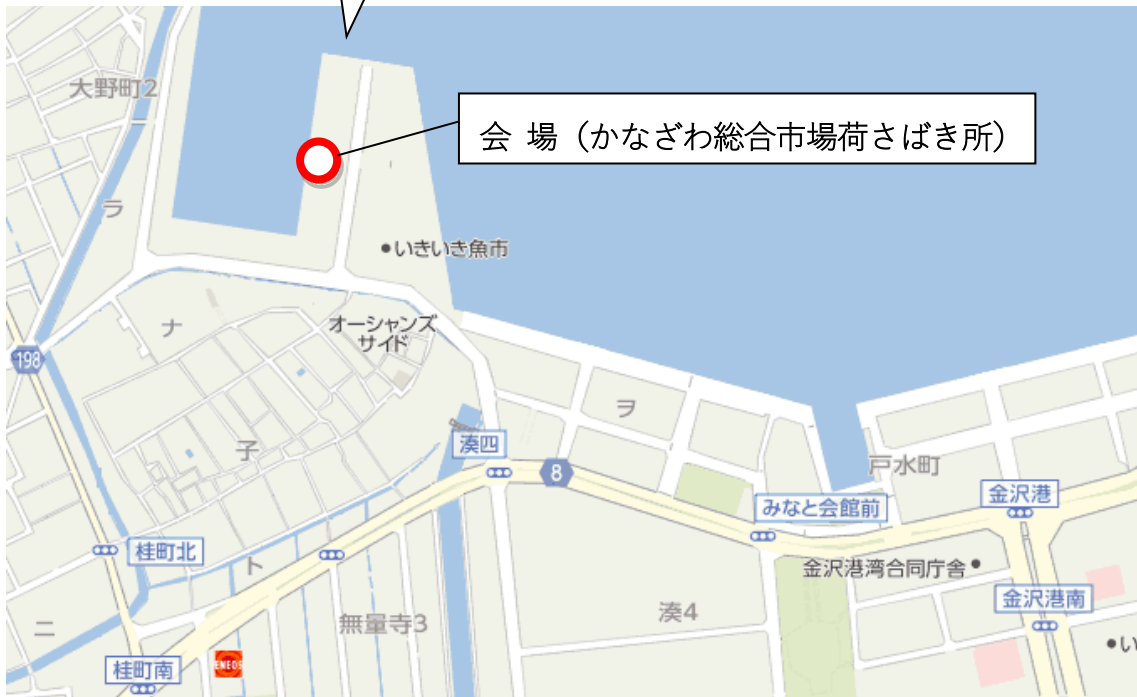 大野町2
会 場（かなざわ総合市場荷さばき所）
ラ
いきいき魚市
ナ
オーシャンズ
サイド
198
ヲ
子
湊四
8
戸水町
みなと会館前
金沢港
桂町北
ト
金沢港湾合同庁舎
金沢港南
ニ
無量寺3
湊4
桂町南
ENEOS
い